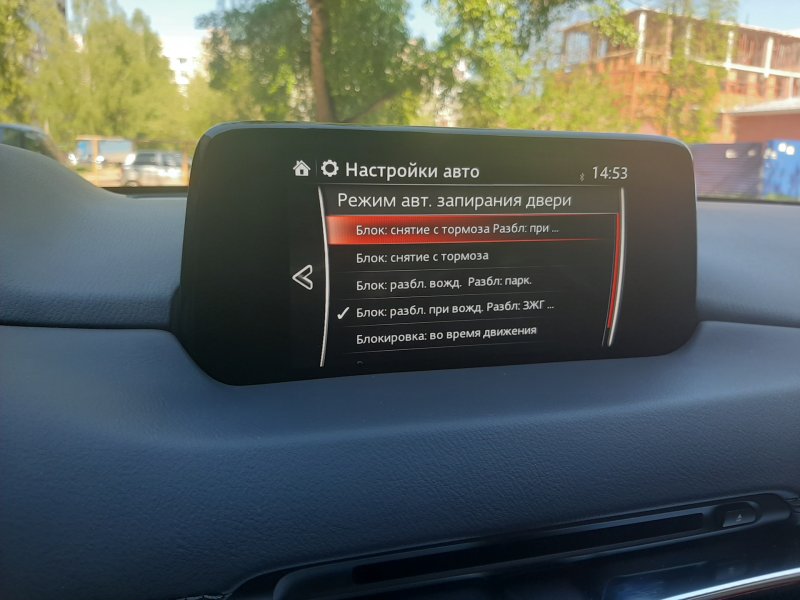 Настройки авто
14:53
Режим авт. запирания двери
Блок: снятие с тормоза Разбл: при ...
Блок: снятие с тормоза
Блок: разбл. вожд. Разбл: парк.
Блок: разбл. при вожд. Разбл: ЗЖГ ...
Блокировка: во время движения